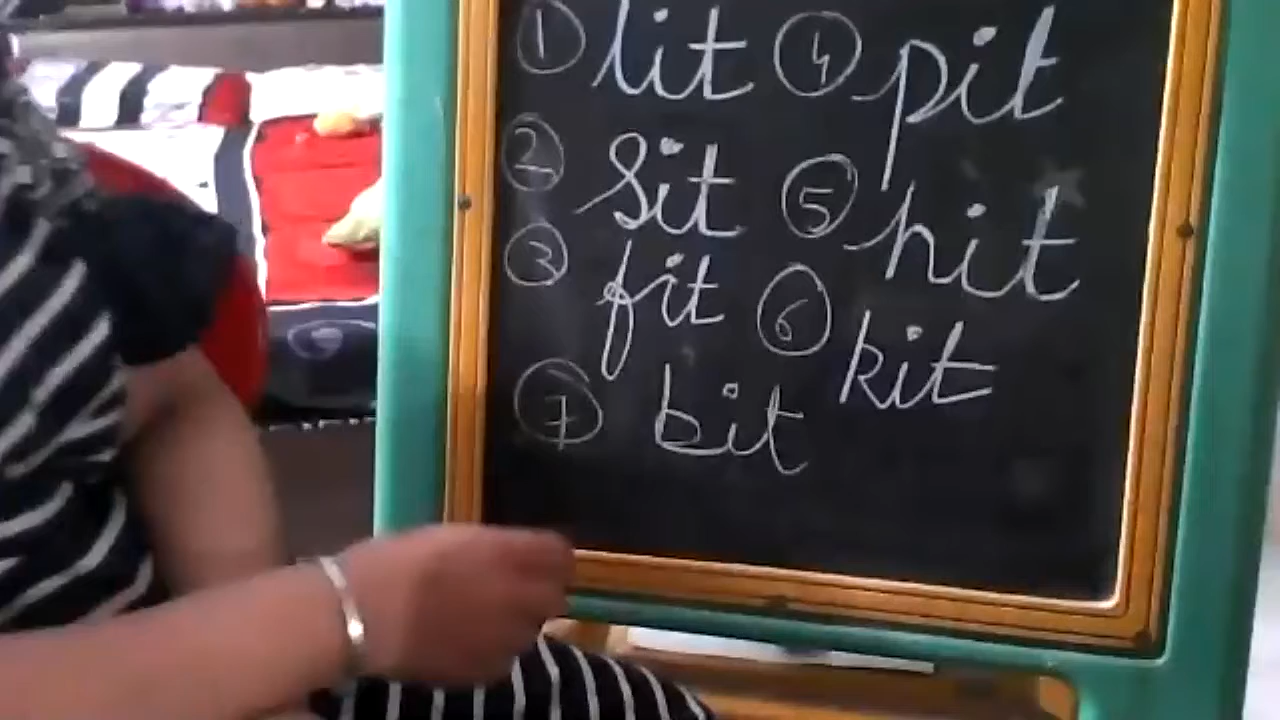 ① lit ④ pit
② sit ⑤ hit
③ fit ⑥ kit
⑦ bit